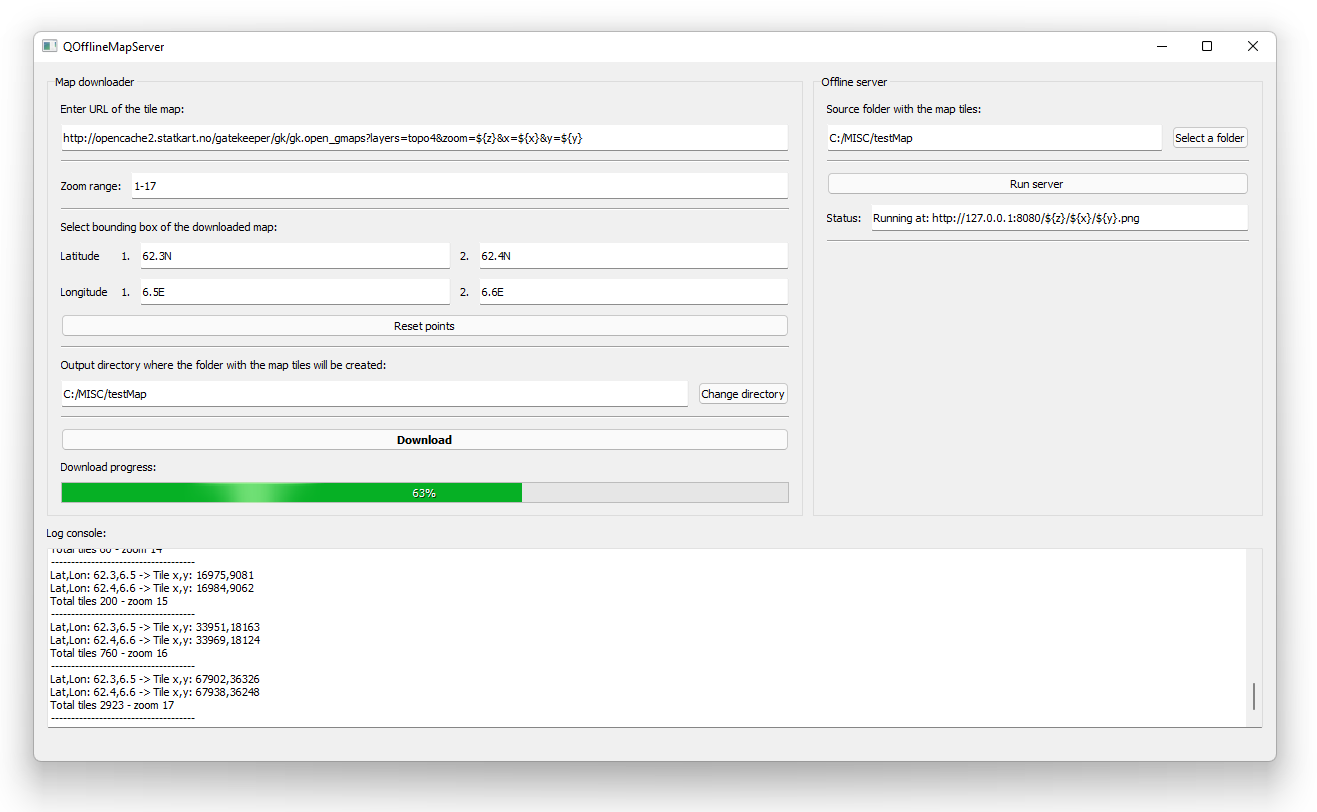 QOfflineMapServer
Map downloader
Enter URL of the tile map:
http://opencache2.statkart.no/gatekeeper/gk/gk.open_gmaps?layers=topo4&zoom=${z}&x=${x}&y=${y}
Zoom range: 1-17
Select bounding box of the downloaded map:
Latitude 1. 62.3N 2. 62.4N
Longitude 1. 6.5E 2. 6.6E
Reset points
Output directory where the folder with the map tiles will be created:
C:/MISC/testMap Change directory
Download
Download progress:
63%
Offline server
Source folder with the map tiles:
C:/MISC/testMap Select a folder
Run server
Status: Running at: http://127.0.0.1:8080/${z}/${x}/${y}.png
Log console:
Total tiles 60 - zoom 14
------------------------------------
Lat,Lon: 62.3,6.5 -> Tile x,y: 16975,9081
Lat,Lon: 62.4,6.6 -> Tile x,y: 16984,9062
Total tiles 200 - zoom 15
------------------------------------
Lat,Lon: 62.3,6.5 -> Tile x,y: 33951,18163
Lat,Lon: 62.4,6.6 -> Tile x,y: 33969,18124
Total tiles 760 - zoom 16
------------------------------------
Lat,Lon: 62.3,6.5 -> Tile x,y: 67902,36326
Lat,Lon: 62.4,6.6 -> Tile x,y: 67938,36248
Total tiles 2923 - zoom 17
------------------------------------